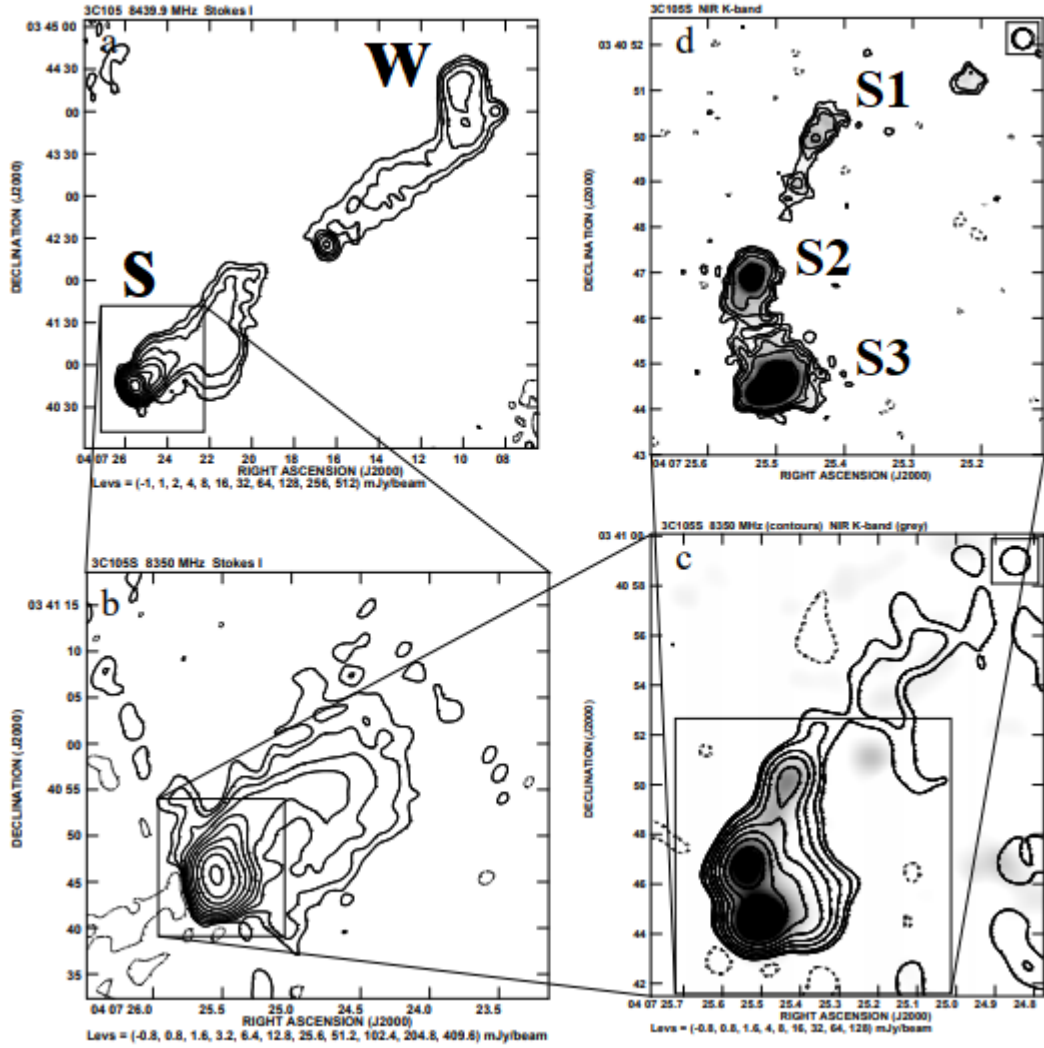 3C105 8439.9 MHz Stokes I
a
W
S
03 45 00
44 30
00
43 30
00
42 30
00
41 30
00
40 30
DECLINATION (J2000)
04 07 26 22 20 18 16 14 12 10 08
RIGHT ASCENSION (J2000)
Levs = (-1, 1, 2, 4, 8, 16, 32, 64, 128, 256, 512) mJy/beam
3C105S NIR K-band
d
S1
S2
S3
03 40 52
51
50
49
48
47
46
45
44
43
DECLINATION (J2000)
04 07 25.6 25.5 25.4 25.3 25.2
RIGHT ASCENSION (J2000)
3C105S 8350 MHz Stokes I
b
03 41 15
10
05
00
40 55
50
45
40
35
DECLINATION (J2000)
04 07 26.0 25.5 25.0 24.5 24.0 23.5
RIGHT ASCENSION (J2000)
Levs = (-0.8, 0.8, 1.6, 3.2, 6.4, 12.8, 25.6, 51.2, 102.4, 204.8, 409.6) mJy/beam
3C105S 8350 MHz (contours) NIR K-band (grey)
c
03 41 00
40 58
56
54
52
50
48
46
44
42
DECLINATION (J2000)
04 07 25.7 25.6 25.5 25.4 25.3 25.2 25.1 25.0 24.9 24.8
RIGHT ASCENSION (J2000)
Levs = (-0.8, 0.8, 1.6, 4, 8, 16, 32, 64, 128) mJy/beam